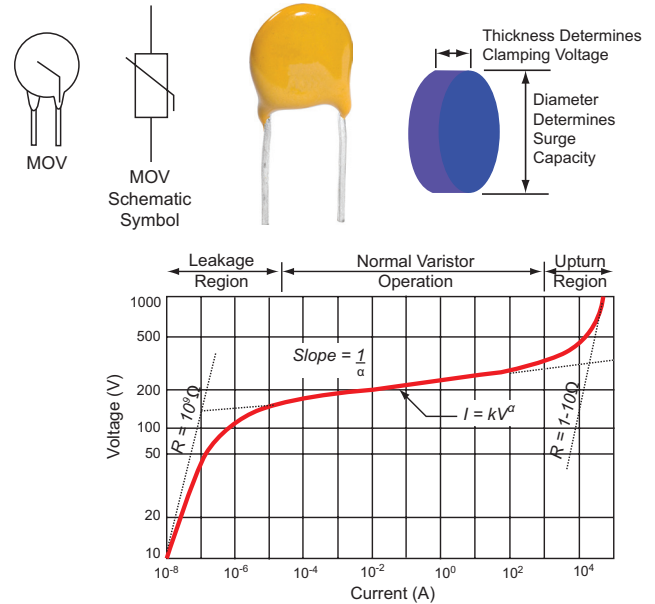 MOV
MOV
Schematic
Symbol
Thickness Determines
Clamping Voltage
Diameter
Determines
Surge
Capacity
Leakage
Region
Normal Varistor
Operation
Upturn
Region
Voltage (V)
1000
500
200
100
50
20
10
R = 10⁹Ω
Slope = 1/α
I = kVᵅ
R = 1-10Ω
10⁻⁸
10⁻⁶
10⁻⁴
10⁻²
10⁰
10²
10⁴
Current (A)